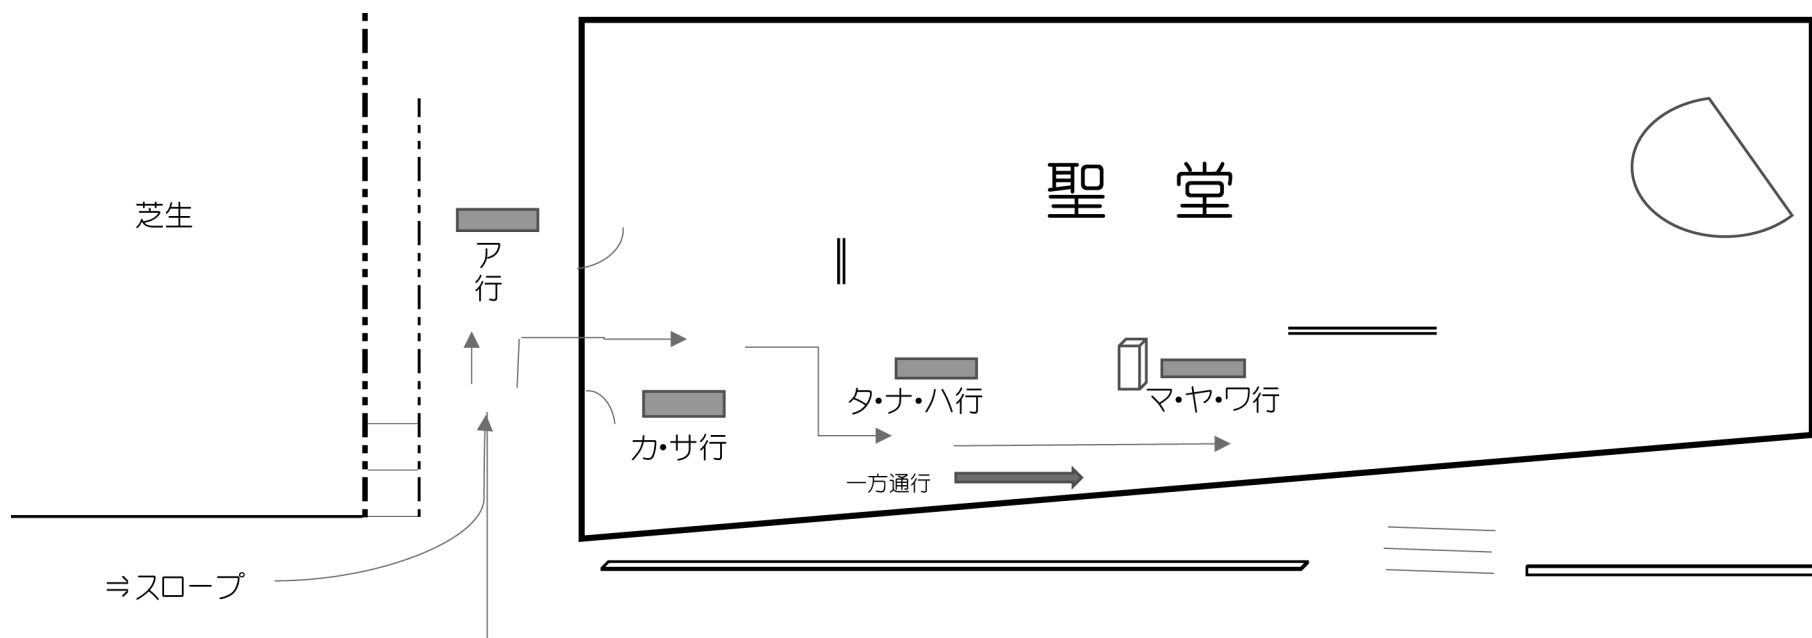 聖堂
芝生
ア行
カ・サ行
タ・ナ・ハ行
マ・ヤ・ワ行
一方通行
⇒スロープ